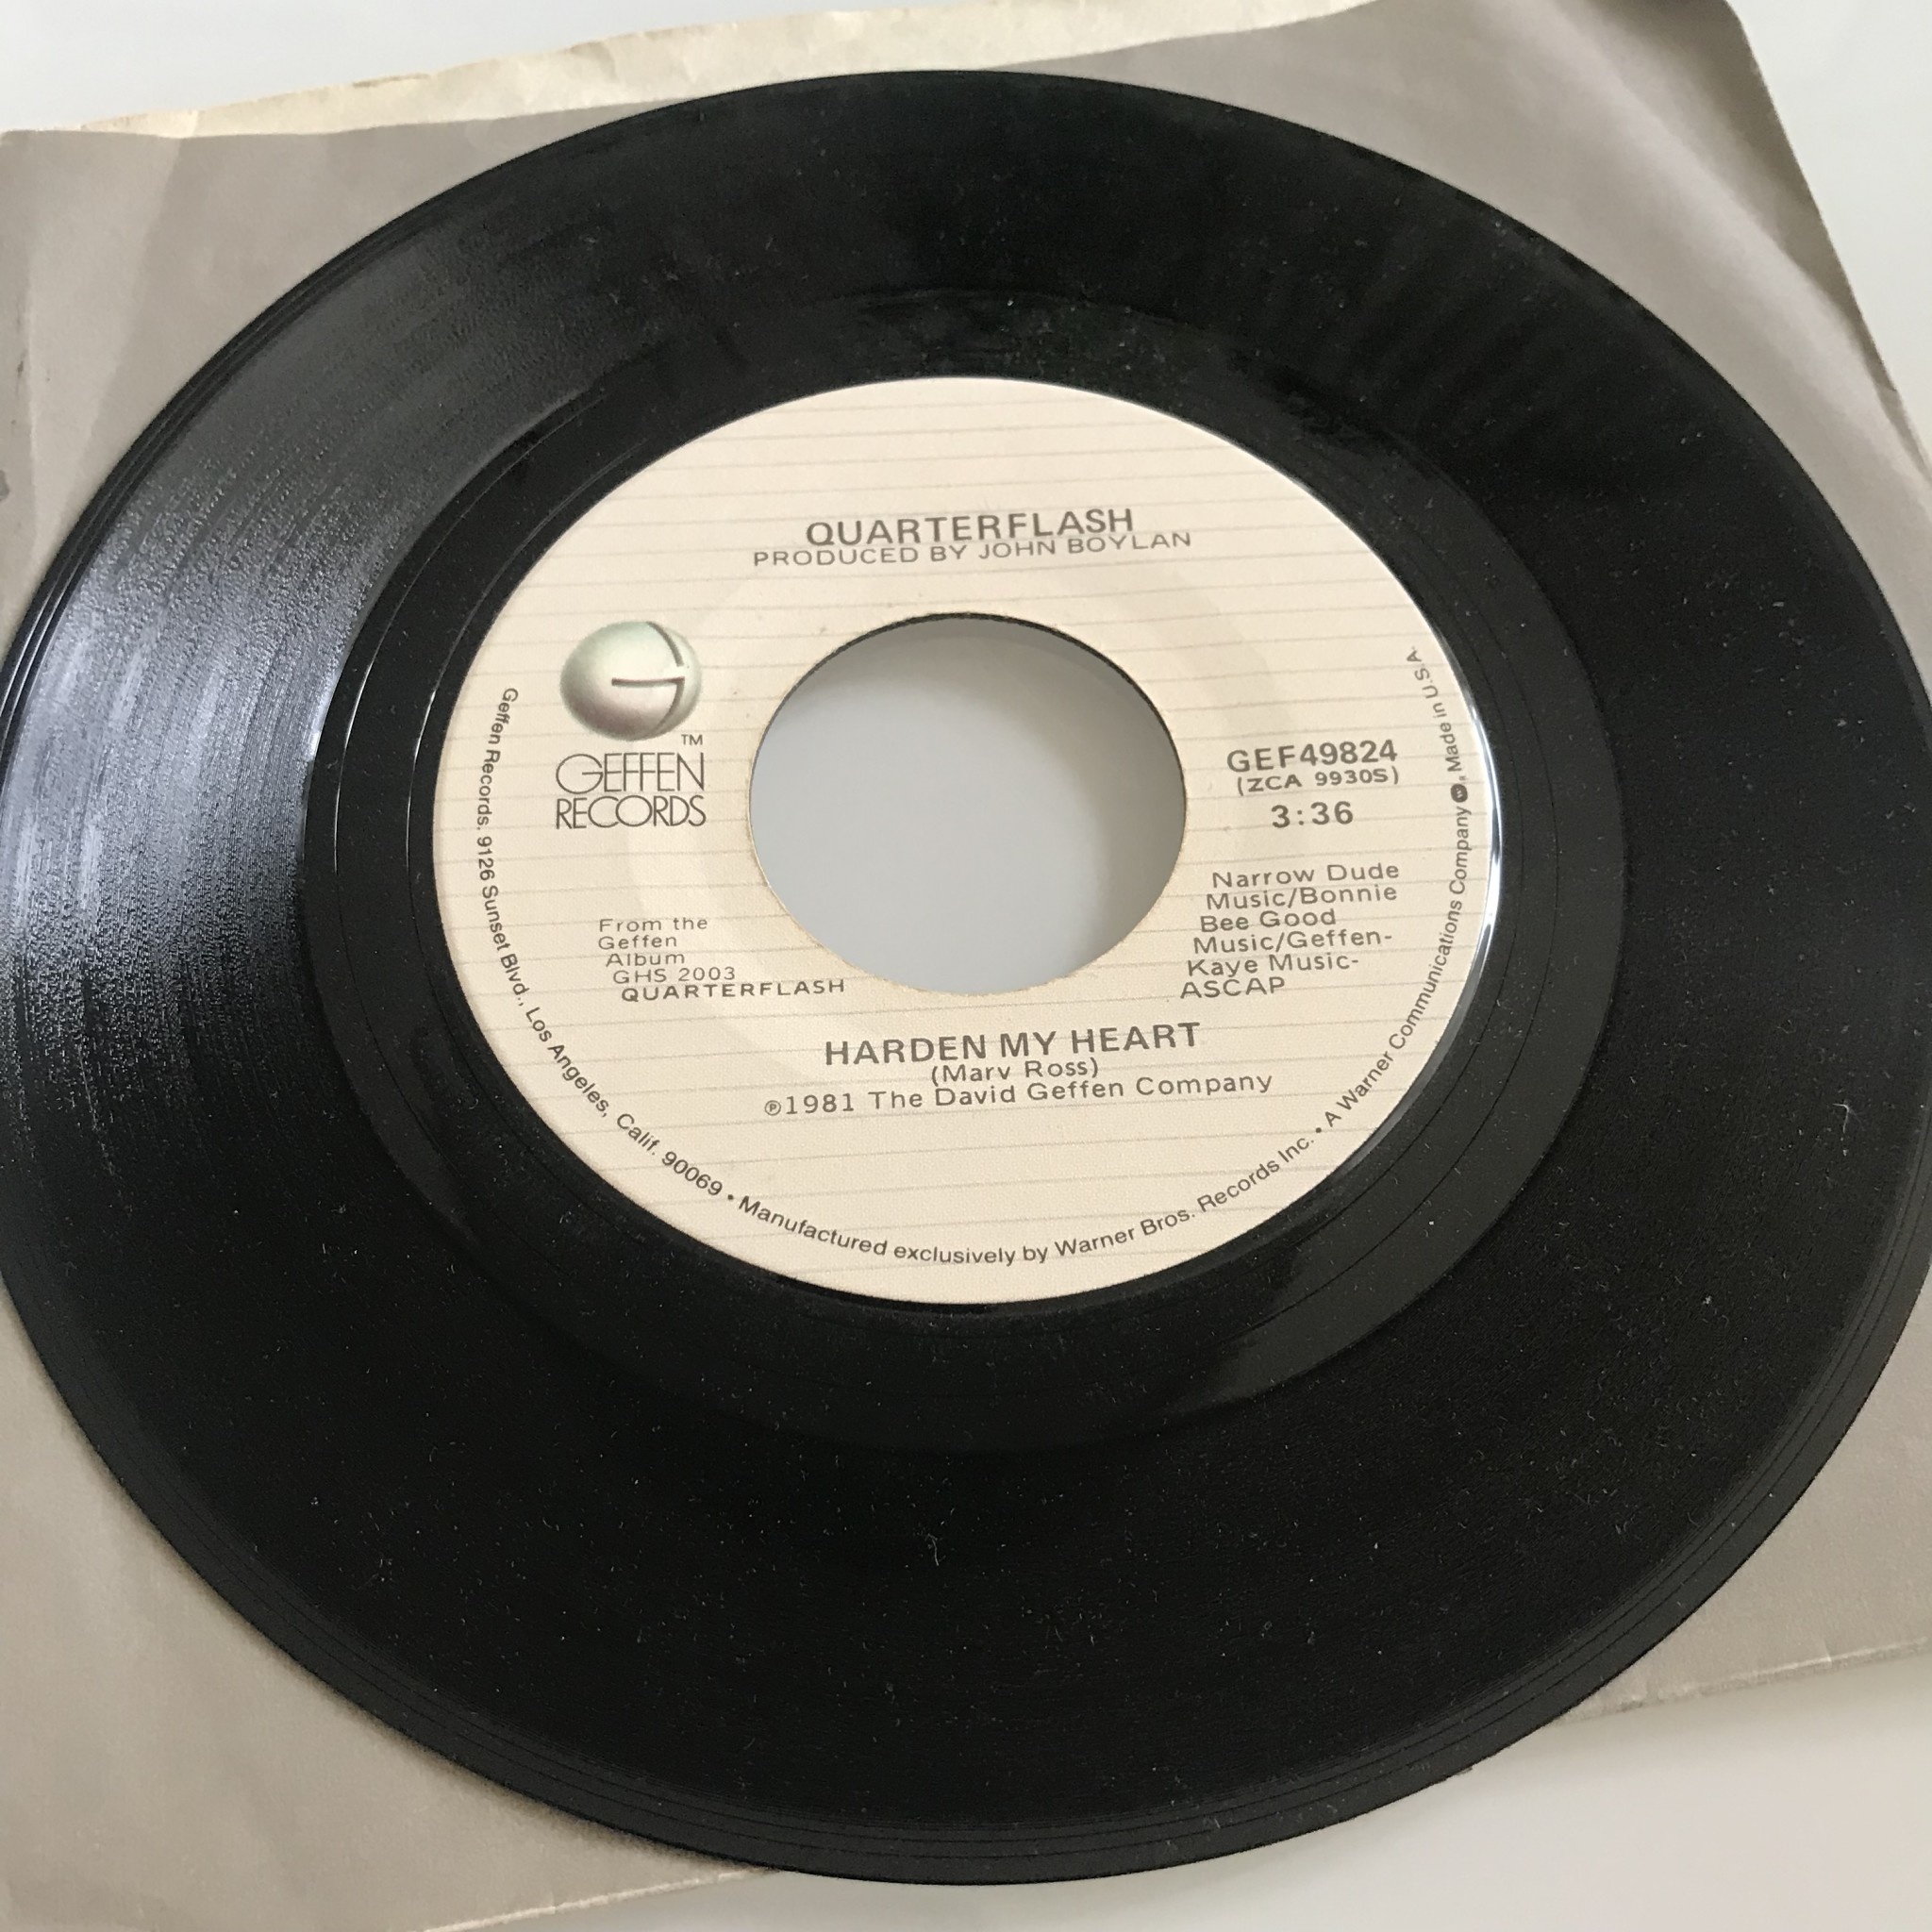 QUARTERFLASH
PRODUCED BY JOHN BOYLAN
G
TM
GEFFEN
RECORDS
GEF49824
(ZCA 9930S)
3:36
Narrow Dude
Music/Bonnie
Bee Good
Music/Geffen-
Kaye Music-
ASCAP
From the
Geffen
Album
GHS 2003
QUARTERFLASH
HARDEN MY HEART
(Marv Ross)
℗1981 The David Geffen Company
Geffen Records. 9126 Sunset Blvd., Los Angeles, Calif. 90069 • Manufactured exclusively by Warner Bros. Records Inc. • A Warner Communications Company ⓦ. Made in U.S.A.